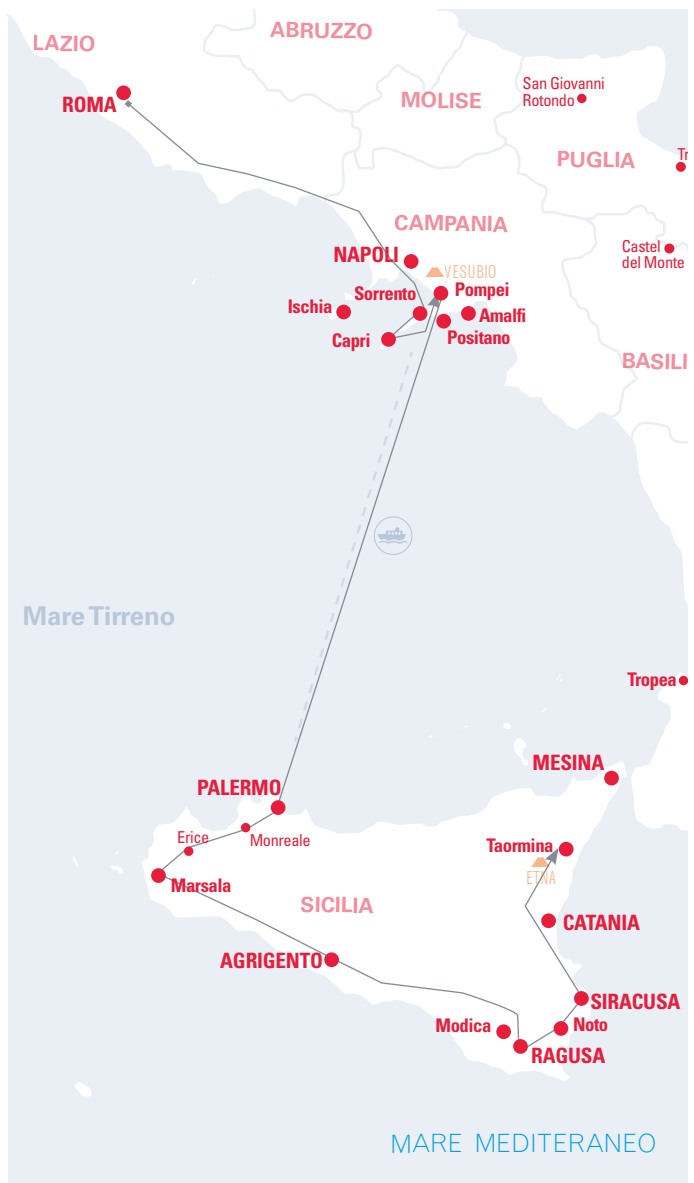 LAZIO
ABRUZZO
MOLISE
San Giovanni
Rotondo
ROMA
PUGLIA
Tr
CAMPANIA
NAPOLI
VESUBIO
Castel
del Monte
Sorrento
Pompei
Ischia
Amalfi
Capri
Positano
BASILI
Mare Tirreno
Tropea
MESINA
PALERMO
Erice
Monreale
Taormina
ETNA
Marsala
SICILIA
CATANIA
AGRIGENTO
SIRACUSA
Modica
Noto
RAGUSA
MARE MEDITERANEO